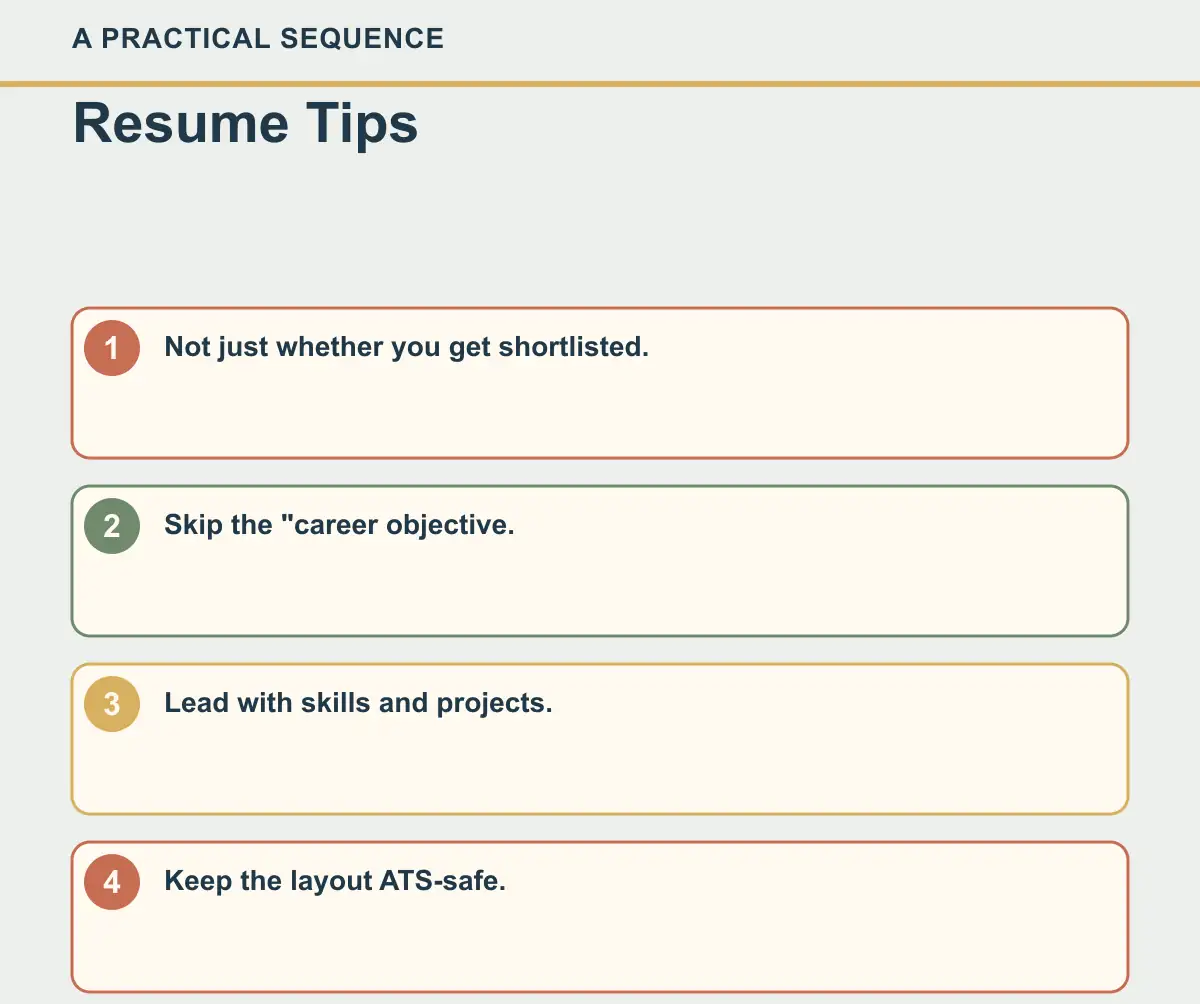 A PRACTICAL SEQUENCE
Resume Tips
1 Not just whether you get shortlisted.
2 Skip the "career objective.
3 Lead with skills and projects.
4 Keep the layout ATS-safe.